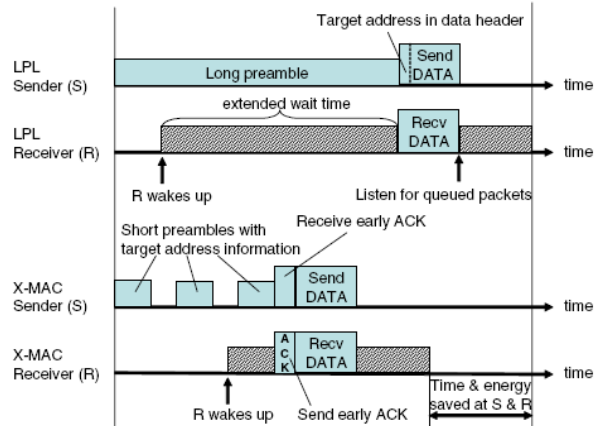 Target address in data header
LPL
Sender (S)
Long preamble
Send
DATA
time
extended wait time
LPL
Receiver (R)
Recv
DATA
time
R wakes up
Listen for queued packets
Short preambles with
target address information
Receive early ACK
X-MAC
Sender (S)
Send
DATA
time
X-MAC
Receiver (R)
A
C
K
Recv
DATA
time
R wakes up
Send early ACK
Time & energy
saved at S & R